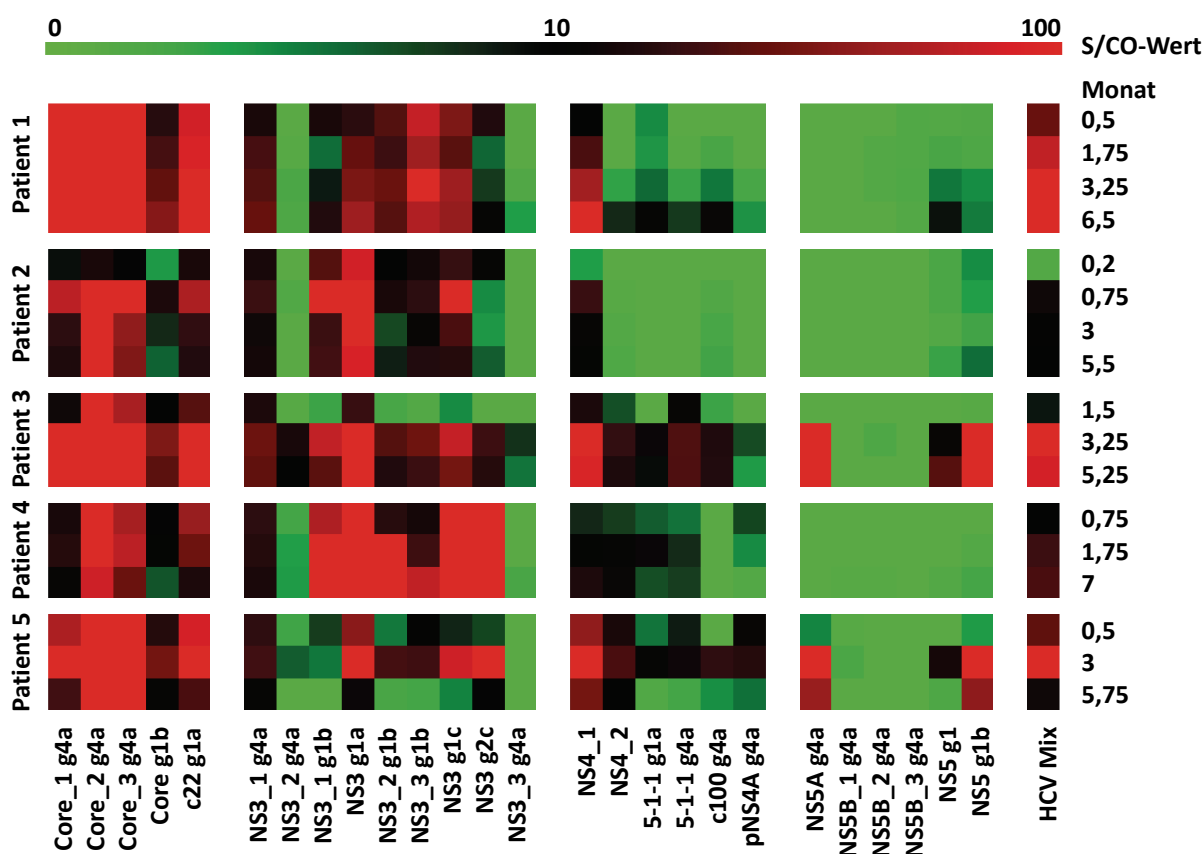 0 10 100
S/CO-Wert
Monat
Patient 1
0,5
1,75
3,25
6,5
Patient 2
0,2
0,75
3
5,5
Patient 3
1,5
3,25
5,25
Patient 4
0,75
1,75
7
Patient 5
0,5
3
5,75
Core_1 g4a
Core_2 g4a
Core_3 g4a
Core g1b
c22 g1a
NS3_1 g4a
NS3_2 g4a
NS3_1 g1b
NS3 g1a
NS3_2 g1b
NS3_3 g1b
NS3 g1c
NS3 g2c
NS3_3 g4a
NS4_1
NS4_2
5-1-1 g1a
5-1-1 g4a
c100 g4a
pNS4A g4a
NS5A g4a
NS5B_1 g4a
NS5B_2 g4a
NS5B_3 g4a
NS5 g1
NS5 g1b
HCV Mix